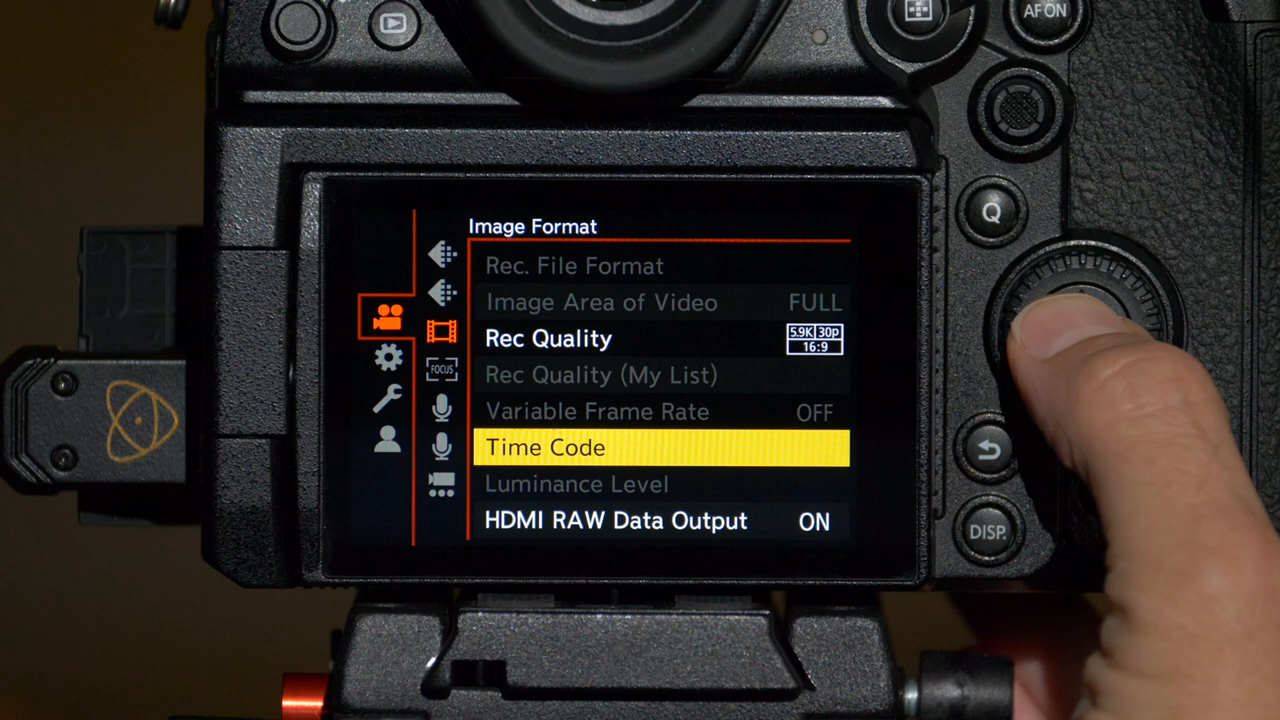 AF ON
Q
Image Format
Rec. File Format
Image Area of Video FULL
Rec Quality 5.9K 30p
16:9
Rec Quality (My List)
Variable Frame Rate OFF
FOCUS
Time Code
Luminance Level
HDMI RAW Data Output ON
DISP.